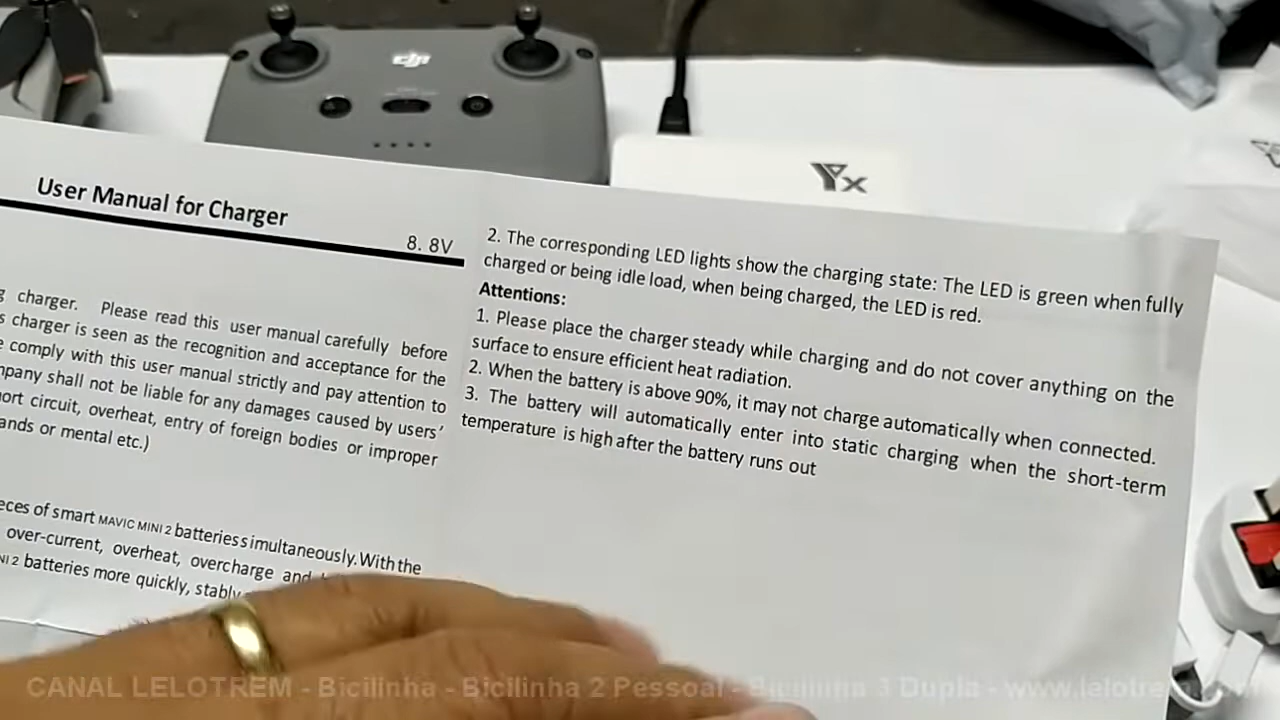 dji
Yx
User Manual for Charger
8. 8V
charger. Please read this user manual carefully before
charger is seen as the recognition and acceptance for the
comply with this user manual strictly and pay attention to
shall not be liable for any damages caused by users'
circuit, overheat, entry of foreign bodies or improper
or mental etc.)
of smart MAVIC MINI 2 batteries simultaneously. With the
over-current, overheat, overcharge and
2 batteries more quickly, stably
2. The corresponding LED lights show the charging state: The LED is green when fully
charged or being idle load, when being charged, the LED is red.
Attentions:
1. Please place the charger steady while charging and do not cover anything on the
surface to ensure efficient heat radiation.
2. When the battery is above 90%, it may not charge automatically when connected.
3. The battery will automatically enter into static charging when the short-term
temperature is high after the battery runs out
CANAL LELOTREM - Bicilinha - Bicilinha 2 Pessoal - Bicilinha 3 Dupla - www.lelotrem.com